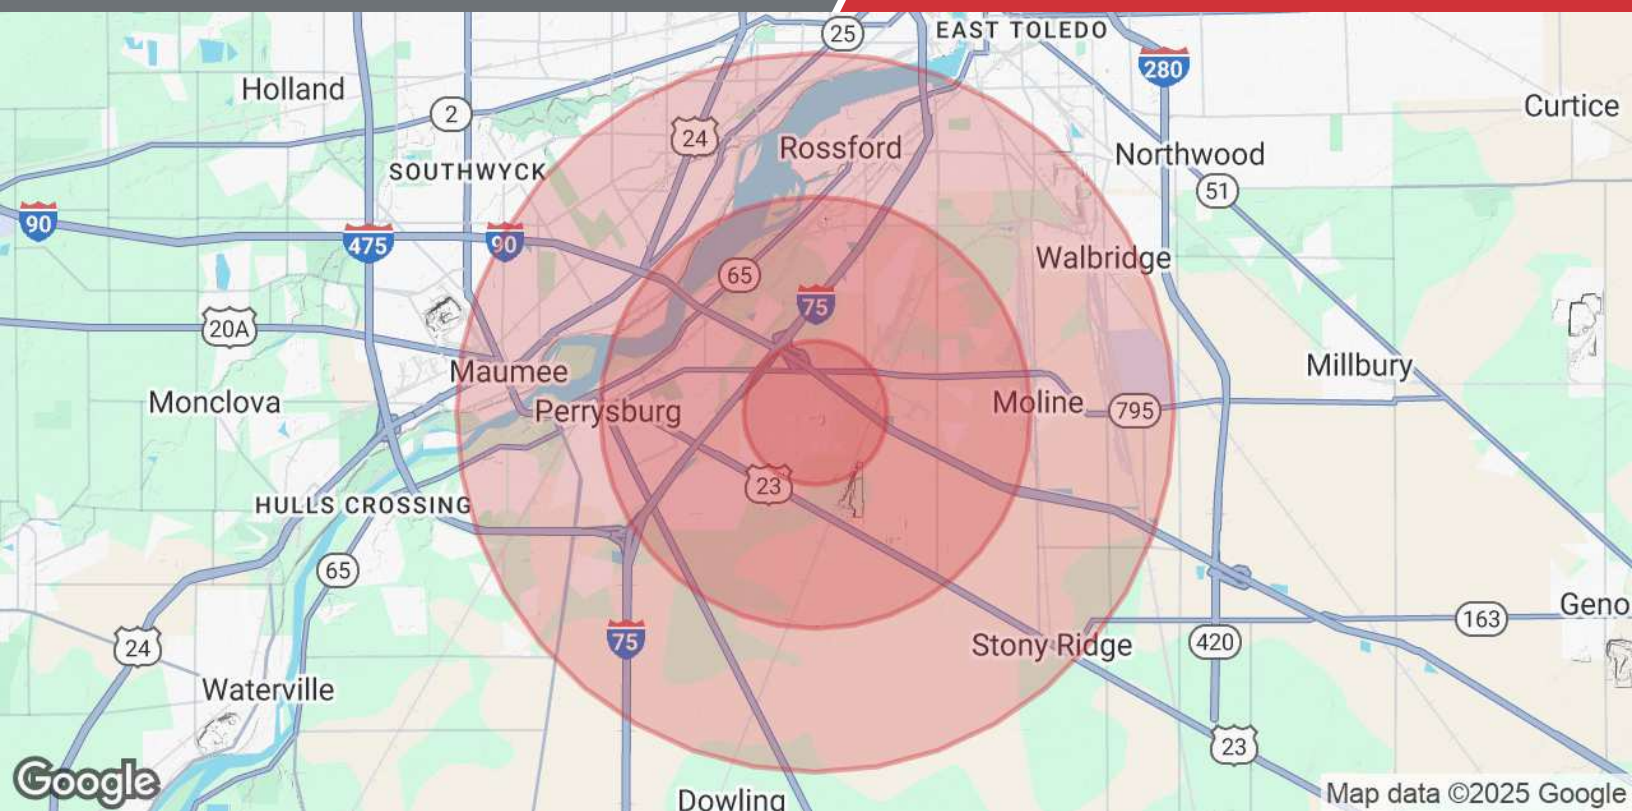 25
EAST TOLEDO
280
Holland
2
Curtice
24
Rossford
Northwood
SOUTHWYCK
51
90
475
90
Walbridge
65
75
20A
Maumee
Millbury
Monclova
Perrysburg
Moline
795
23
HULLS CROSSING
65
Geno
163
24
75
Stony Ridge
420
Waterville
23
Google
Dowling
Map data ©2025 Google